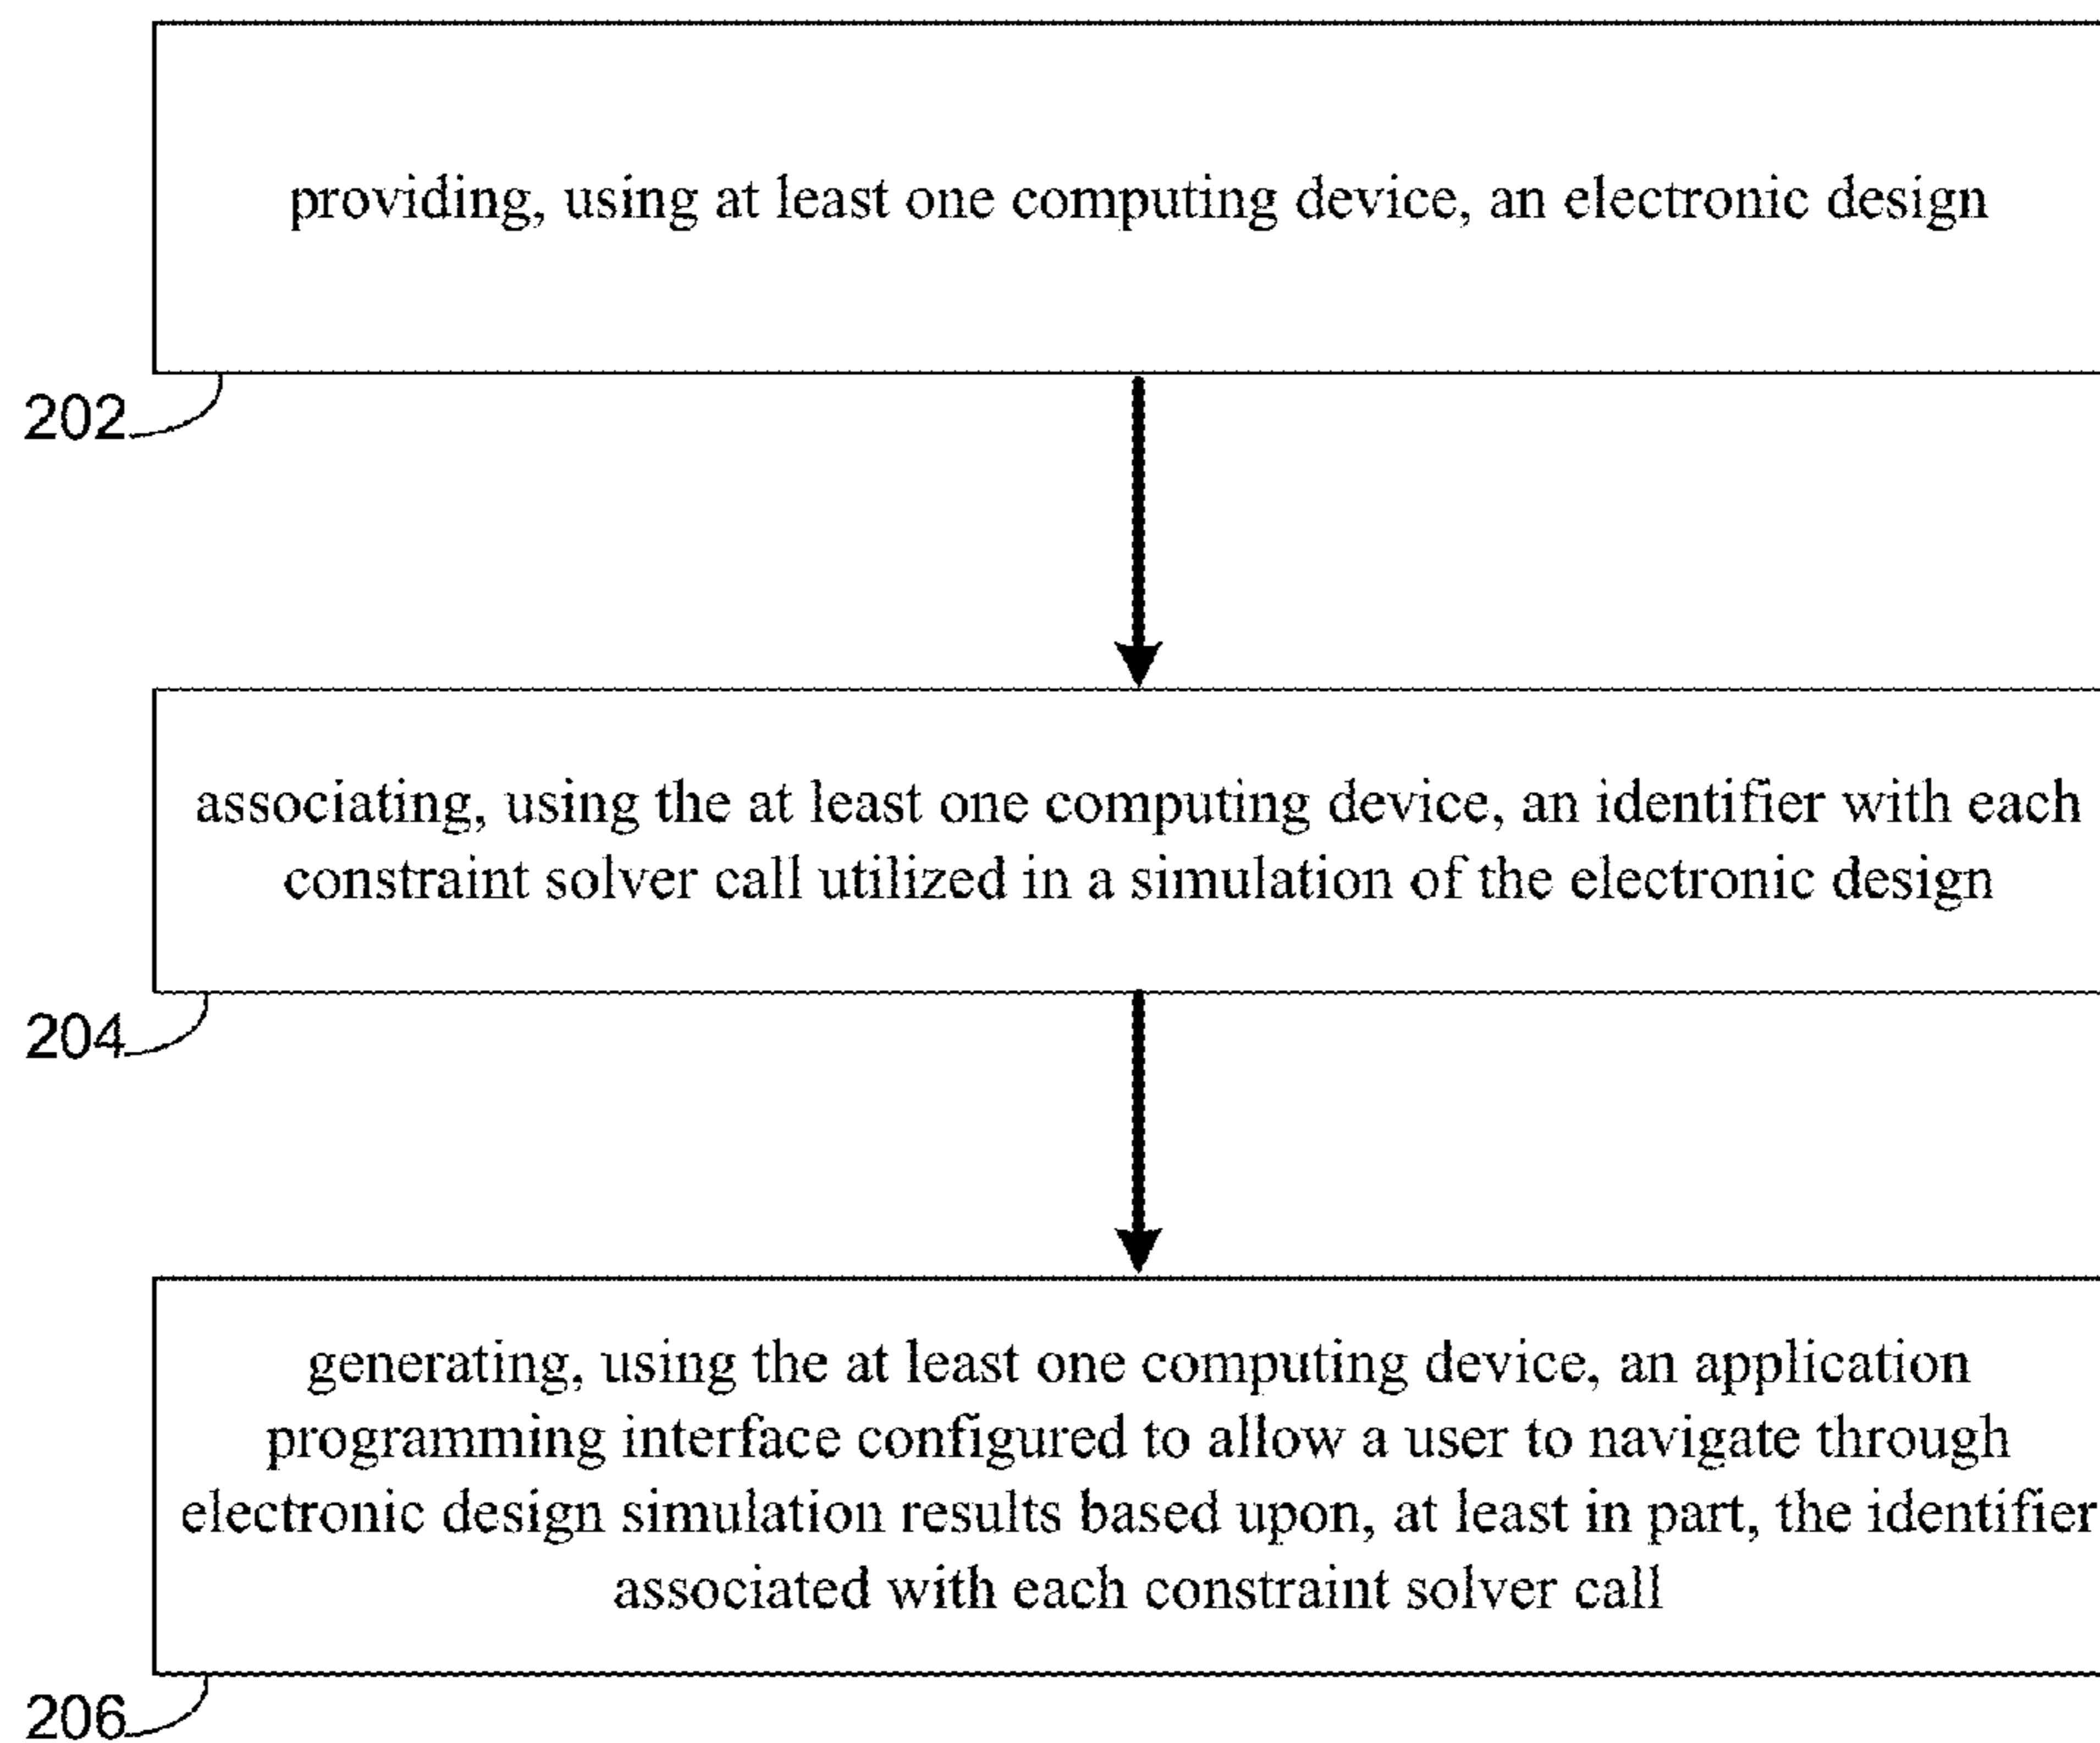 providing, using at least one computing device, an electronic design
202
associating, using the at least one computing device, an identifier with each
constraint solver call utilized in a simulation of the electronic design
204
generating, using the at least one computing device, an application
programming interface configured to allow a user to navigate through
electronic design simulation results based upon, at least in part, the identifier
associated with each constraint solver call
206